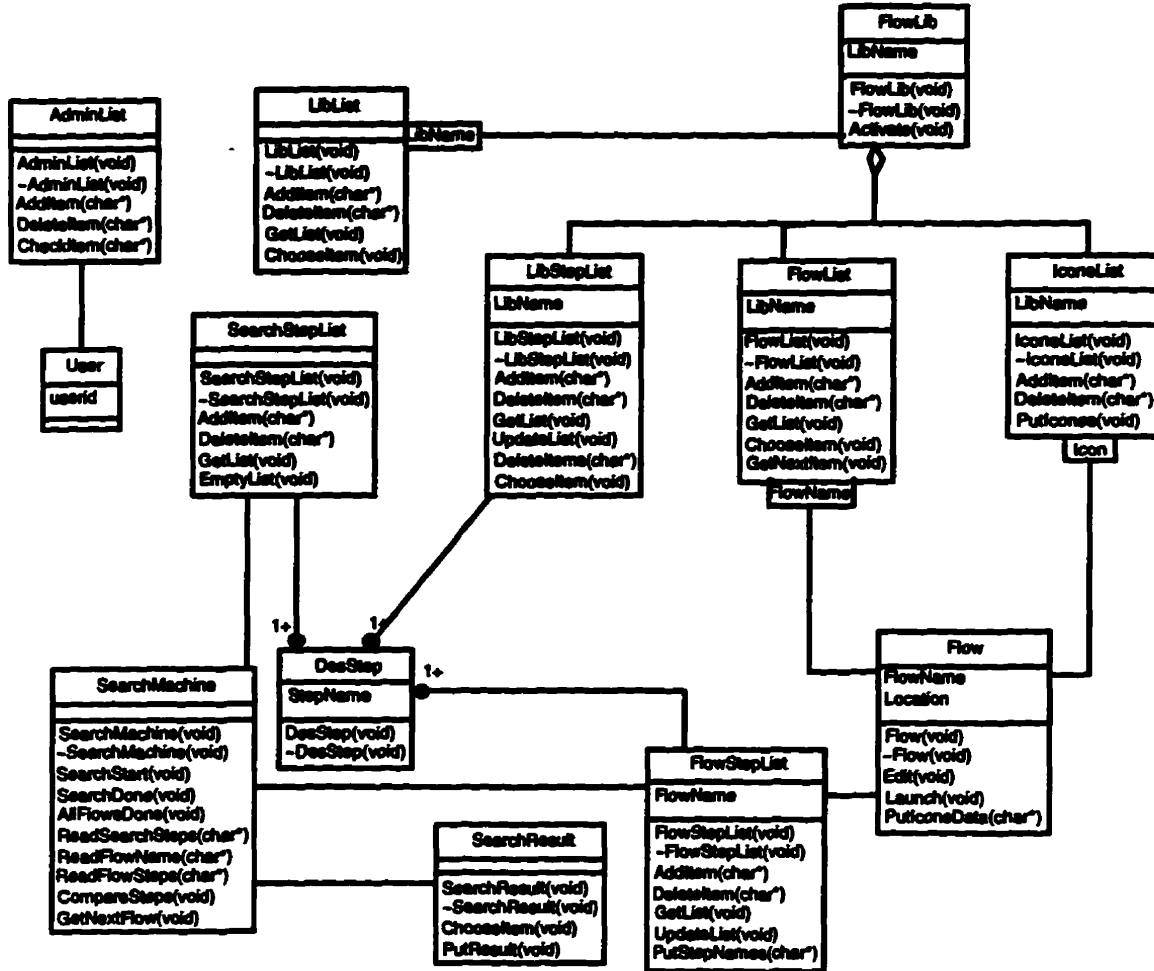 FlowLib
LibName
FlowLib(void)
~FlowLib(void)
Activate(void)
LibList
LibName
LibList(void)
~LibList(void)
AddItem(char*)
DeleteItem(char*)
GetList(void)
ChooseItem(void)
AdminList
AdminList(void)
~AdminList(void)
AddItem(char*)
DeleteItem(char*)
CheckItem(char*)
User
userid
SearchStepList
SearchStepList(void)
~SearchStepList(void)
AddItem(char*)
DeleteItem(char*)
GetList(void)
EmptyList(void)
LibStepList
LibName
LibStepList(void)
~LibStepList(void)
AddItem(char*)
DeleteItem(char*)
GetList(void)
UpdateList(void)
DeleteItems(char*)
ChooseItem(void)
FlowList
LibName
FlowList(void)
~FlowList(void)
AddItem(char*)
DeleteItem(char*)
GetList(void)
ChooseItem(void)
GetNextItem(void)
FlowName
IconsList
LibName
IconsList(void)
~IconsList(void)
AddItem(char*)
DeleteItem(char*)
PutIcones(void)
Icon
1+
1+
1+
DesStep
StepName
DesStep(void)
~DesStep(void)
Flow
FlowName
Location
Flow(void)
~Flow(void)
Edit(void)
Launch(void)
PutIconsData(char*)
SearchMachine
SearchMachine(void)
~SearchMachine(void)
SearchStart(void)
SearchDone(void)
AllFlowsDone(void)
ReadSearchSteps(char*)
ReadFlowName(char*)
ReadFlowSteps(char*)
CompareSteps(void)
GetNextFlow(void)
FlowStepList
FlowName
FlowStepList(void)
~FlowStepList(void)
AddItem(char*)
DeleteItem(char*)
GetList(void)
UpdateList(void)
PutStepNames(char*)
SearchResult
SearchResult(void)
~SearchResult(void)
ChooseItem(void)
PutResult(void)